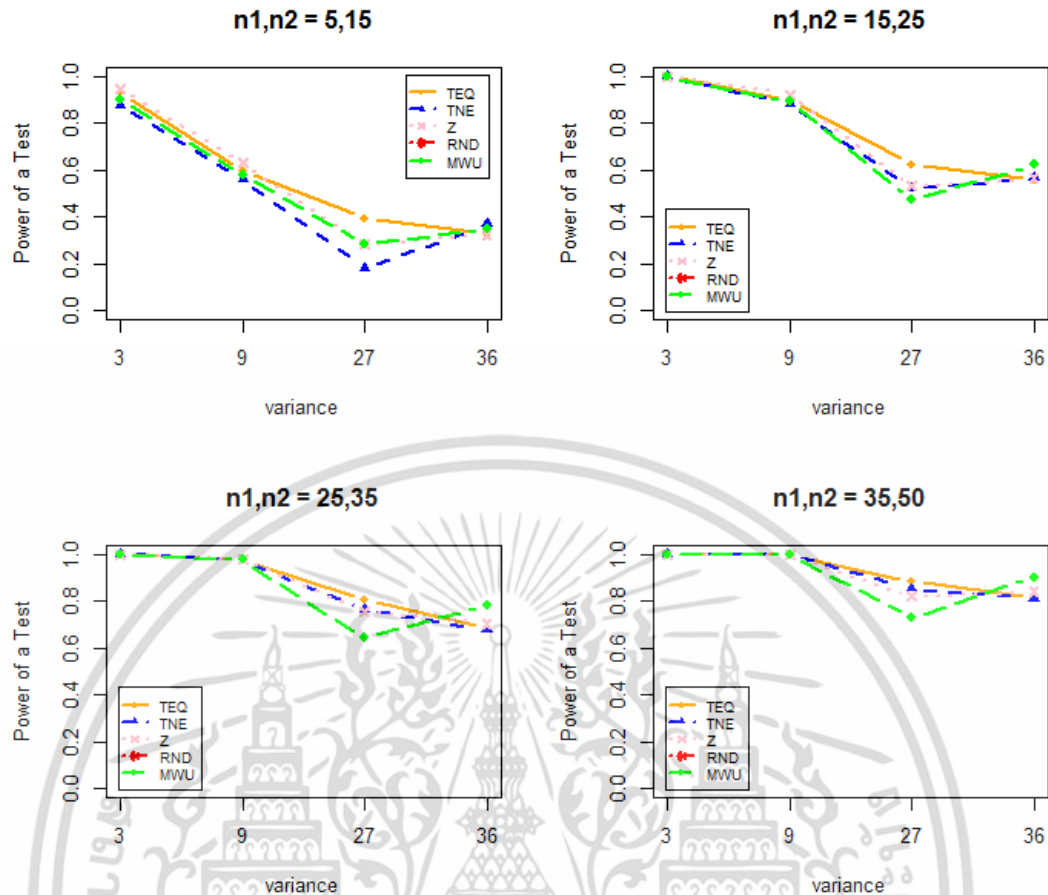 n1,n2 = 5,15
Power of a Test
1.0
0.8
0.6
0.4
0.2
0.0
TEQ
TNE
Z
RND
MWU
3 9 27 36
variance
n1,n2 = 15,25
Power of a Test
1.0
0.8
0.6
0.4
0.2
0.0
TEQ
TNE
Z
RND
MWU
3 9 27 36
variance
n1,n2 = 25,35
Power of a Test
1.0
0.8
0.6
0.4
0.2
0.0
TEQ
TNE
Z
RND
MWU
3 9 27 36
variance
n1,n2 = 35,50
Power of a Test
1.0
0.8
0.6
0.4
0.2
0.0
TEQ
TNE
Z
RND
MWU
3 9 27 36
variance